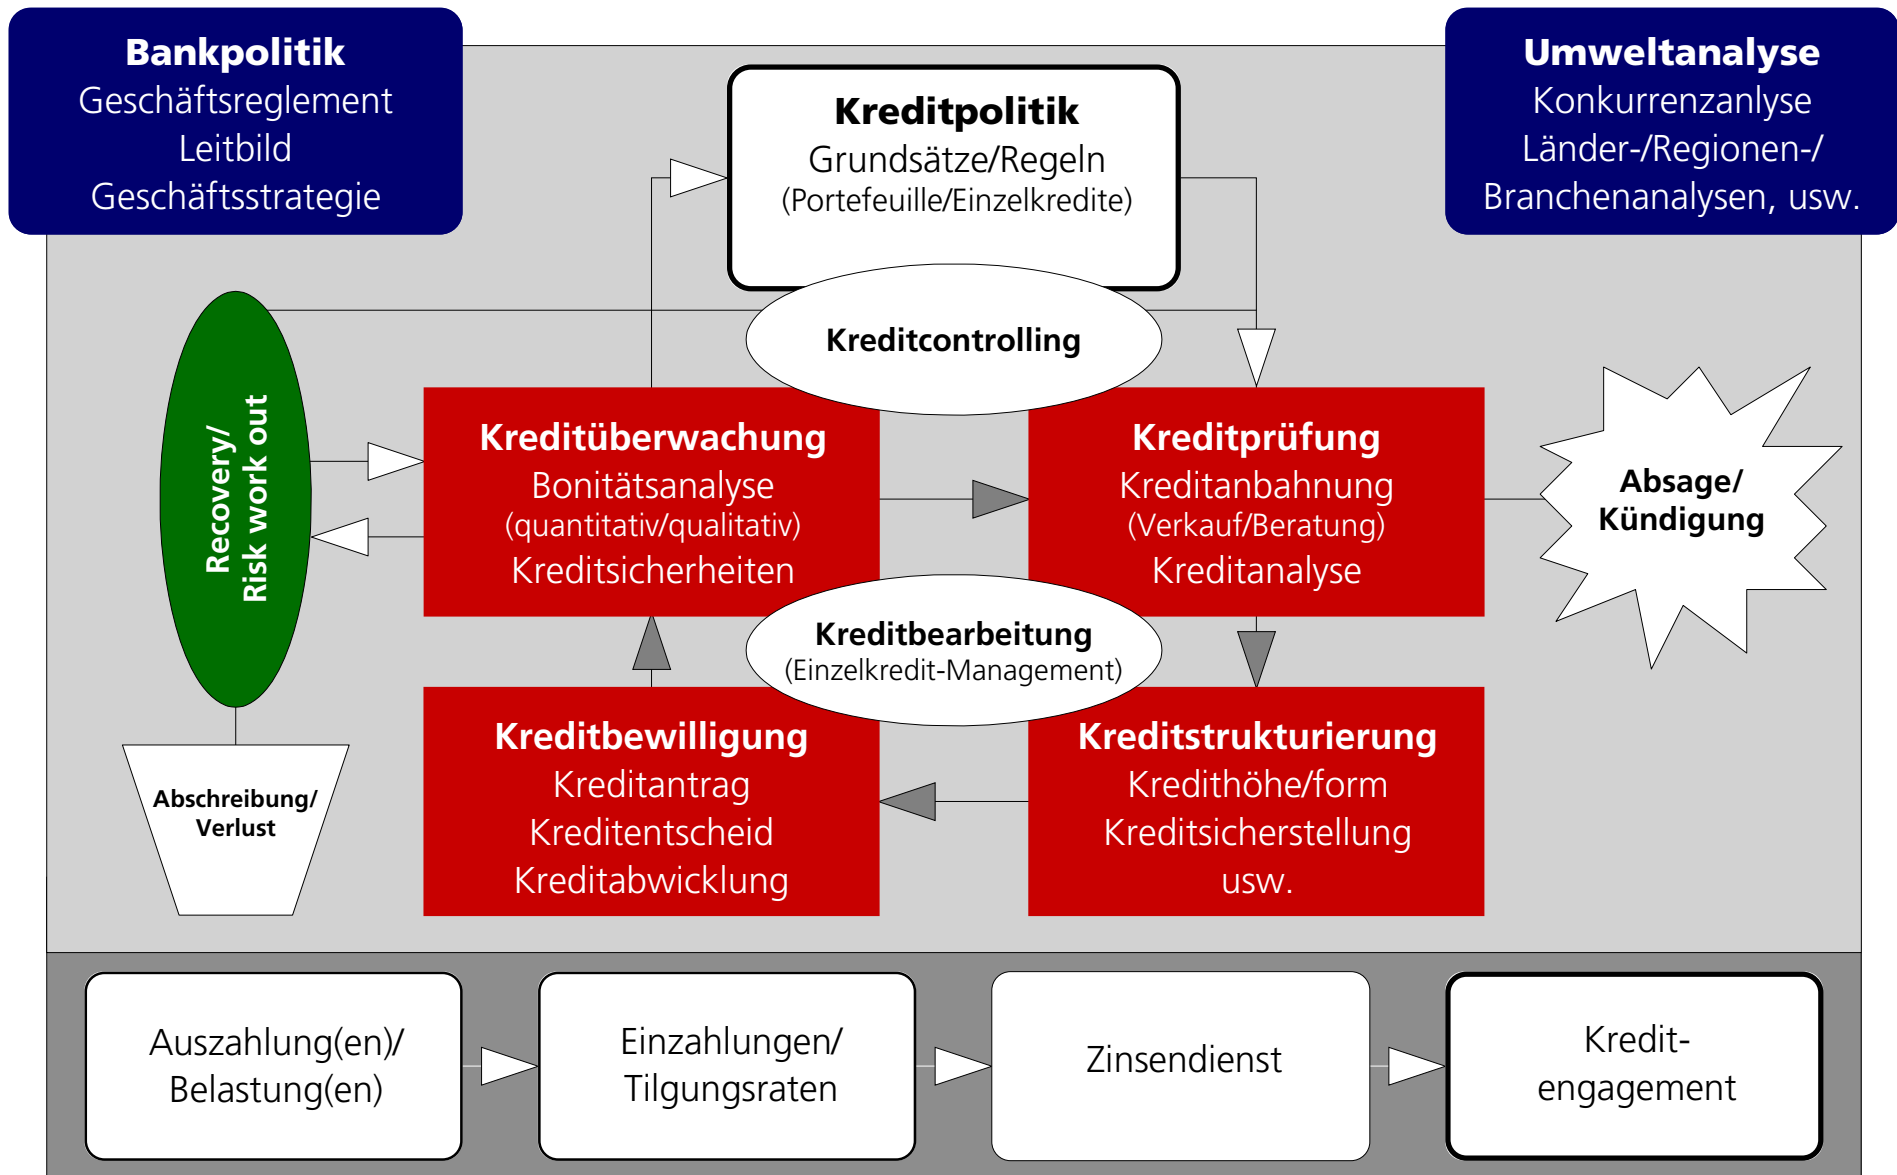 Bankpolitik
Geschäftsreglement
Leitbild
Geschäftsstrategie
Kreditpolitik
Grundsätze/Regeln
(Portefeuille/Einzelkredite)
Umweltanalyse
Konkurrenzanlyse
Länder-/Regionen-/
Branchenanalysen, usw.
Kreditcontrolling
Recovery/
Risk work out
Kreditüberwachung
Bonitätsanalyse
(quantitativ/qualitativ)
Kreditsicherheiten
Kreditprüfung
Kreditanbahnung
(Verkauf/Beratung)
Kreditanalyse
Absage/
Kündigung
Kreditbearbeitung
(Einzelkredit-Management)
Abschreibung/
Verlust
Kreditbewilligung
Kreditantrag
Kreditentscheid
Kreditabwicklung
Kreditstrukturierung
Kredithöhe/form
Kreditsicherstellung
usw.
Auszahlung(en)/
Belastung(en)
Einzahlungen/
Tilgungsraten
Zinsendienst
Kredit-
engagement